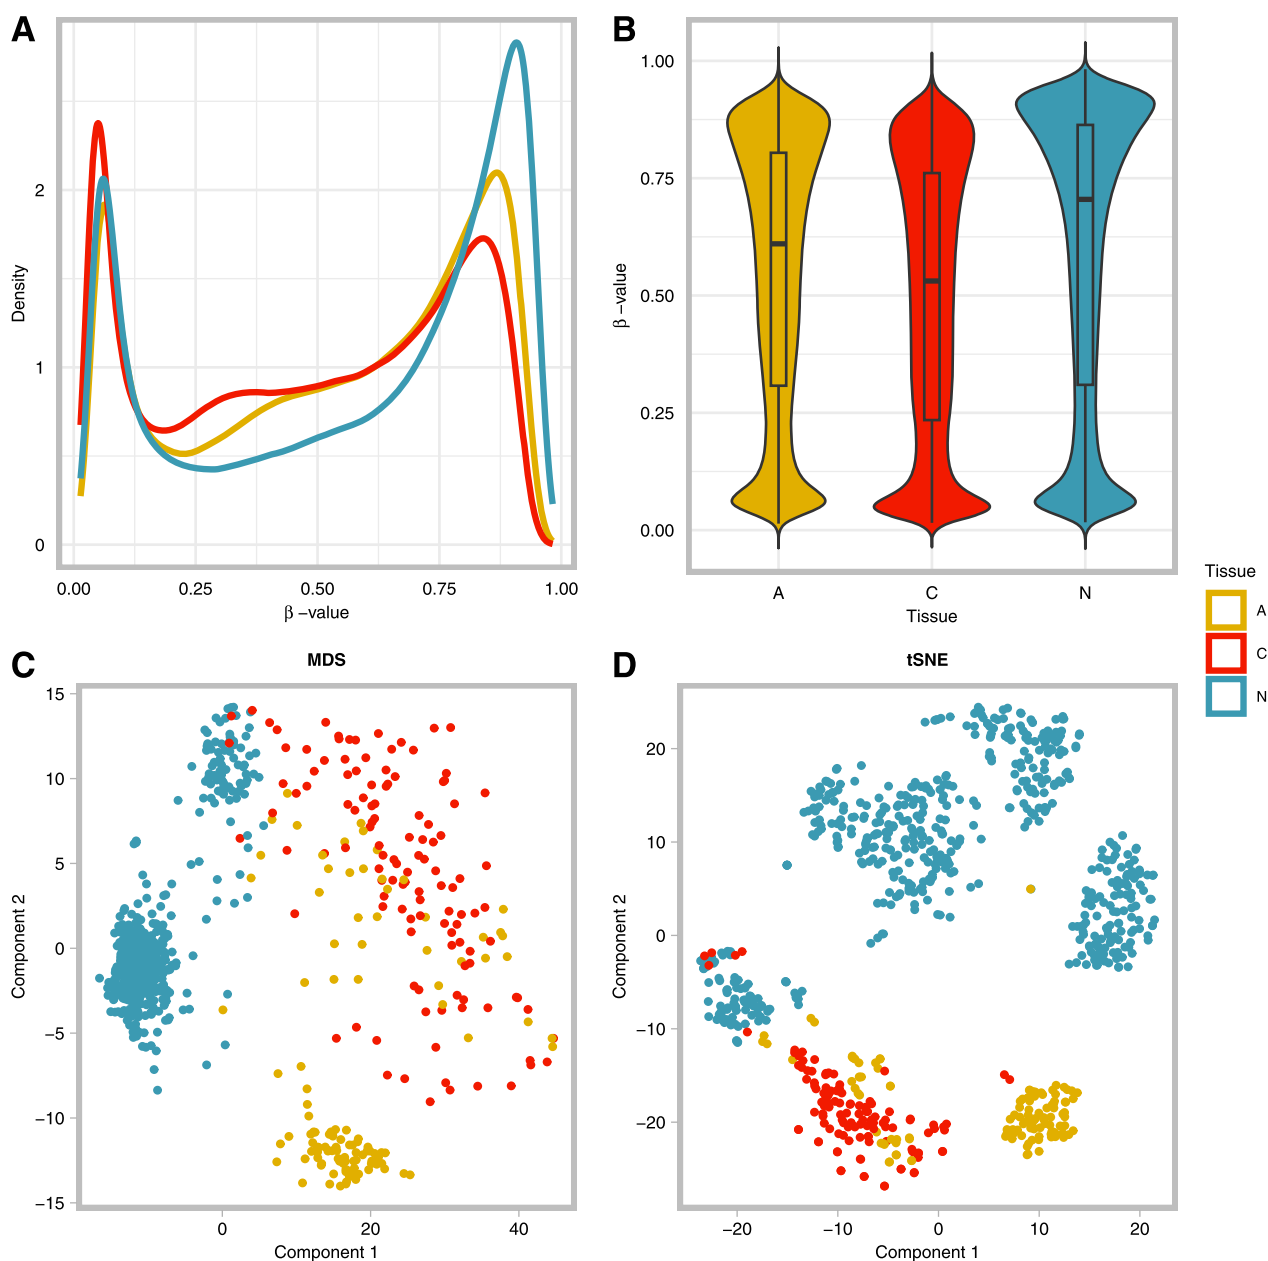 A
Density
2
1
0
0.00 0.25 0.50 0.75 1.00
β −value
B
β −value
1.00
0.75
0.50
0.25
0.00
A C N
Tissue
Tissue
A
C
N
C
MDS
Component 2
15
10
5
0
−5
−10
−15
0 20 40
Component 1
D
tSNE
Component 2
20
10
0
−10
−20
−20 −10 0 10 20
Component 1